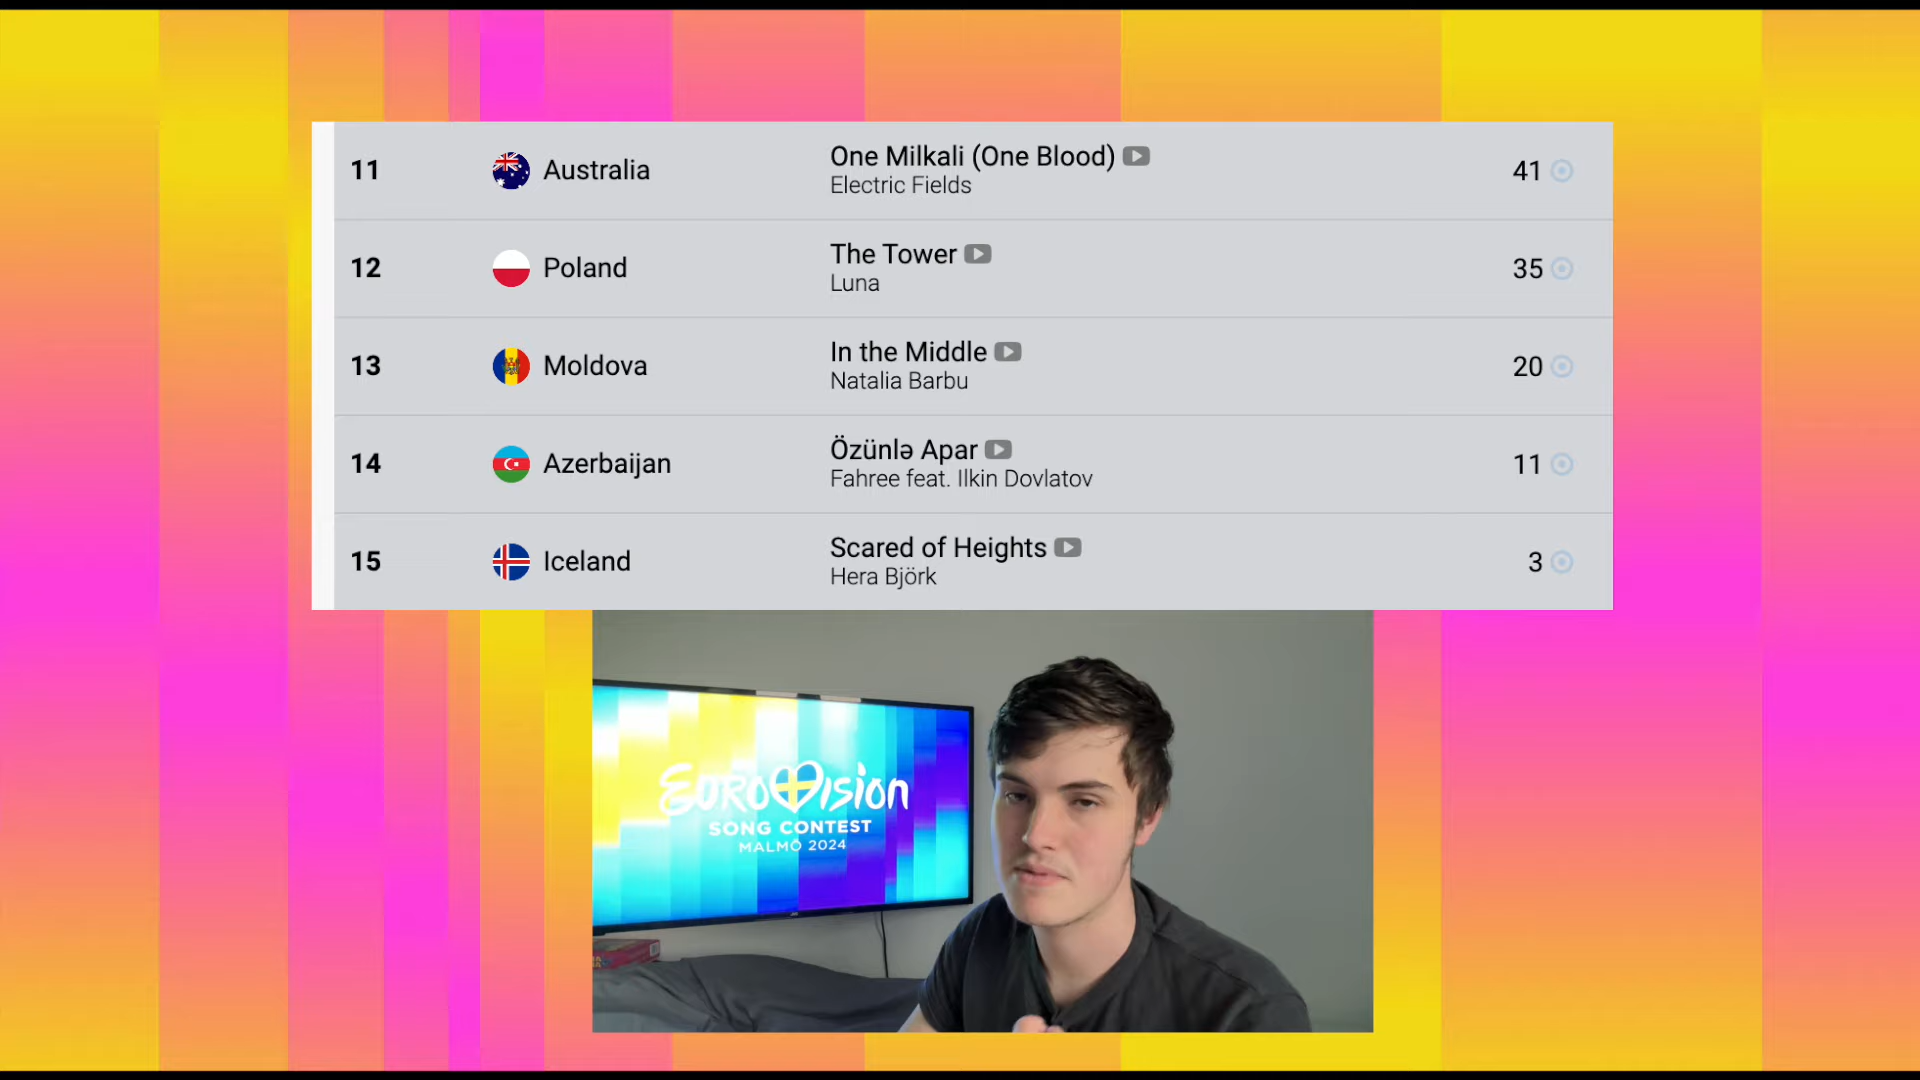 11 Australia One Milkali (One Blood) 41
Electric Fields
12 Poland The Tower 35
Luna
13 Moldova In the Middle 20
Natalia Barbu
14 Azerbaijan Özünlə Apar 11
Fahree feat. Ilkin Dovlatov
15 Iceland Scared of Heights 3
Hera Björk
EUROVISION
SONG CONTEST
MALMÖ 2024